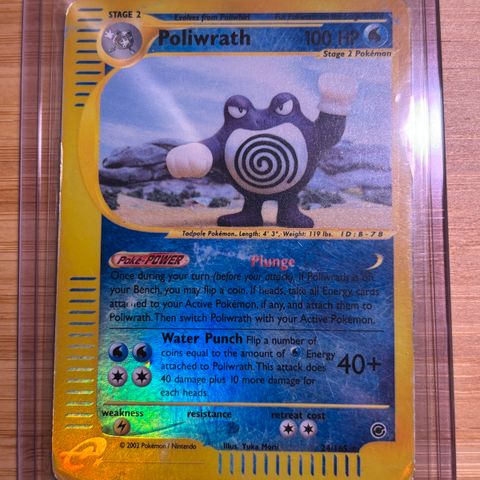 STAGE 2
Evolves from Poliwhirl
Poliwrath
100 HP
Stage 2 Pokémon
Tadpole Pokémon. Length: 4' 3", Weight: 119 lbs. ID: B-78
Poké-POWER Plunge
Once during your turn (before your attack), if Poliwrath is on
your Bench, you may flip a coin. If heads, take all Energy cards
attached to your Active Pokémon, if any, and attach them to
Poliwrath. Then switch Poliwrath with your Active Pokémon.
Water Punch Flip a number of
coins equal to the amount of Energy
attached to Poliwrath This attack does
40 damage plus 10 more damage for
each heads.
40+
weakness
resistance
retreat cost
© 2002 Pokémon / Nintendo
Illus. Yuka Morii
24/165